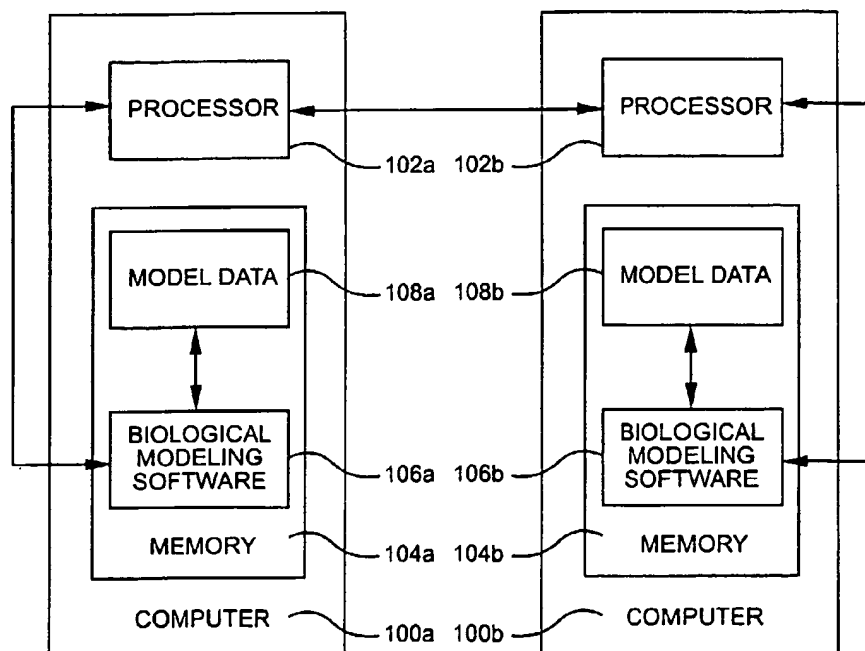 PROCESSOR
PROCESSOR
102a 102b
MODEL DATA
108a 108b
MODEL DATA
BIOLOGICAL
MODELING
SOFTWARE
106a 106b
BIOLOGICAL
MODELING
SOFTWARE
MEMORY
104a 104b
MEMORY
COMPUTER
100a 100b
COMPUTER